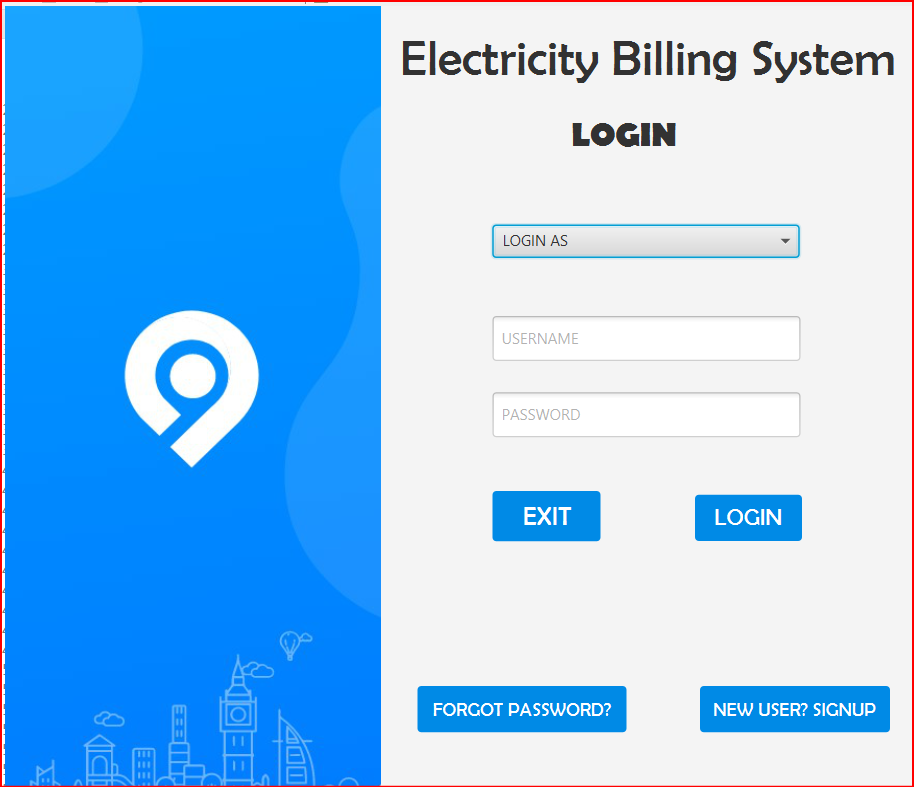 Electricity Billing System
LOGIN
LOGIN AS
USERNAME
PASSWORD
EXIT
LOGIN
FORGOT PASSWORD?
NEW USER? SIGNUP